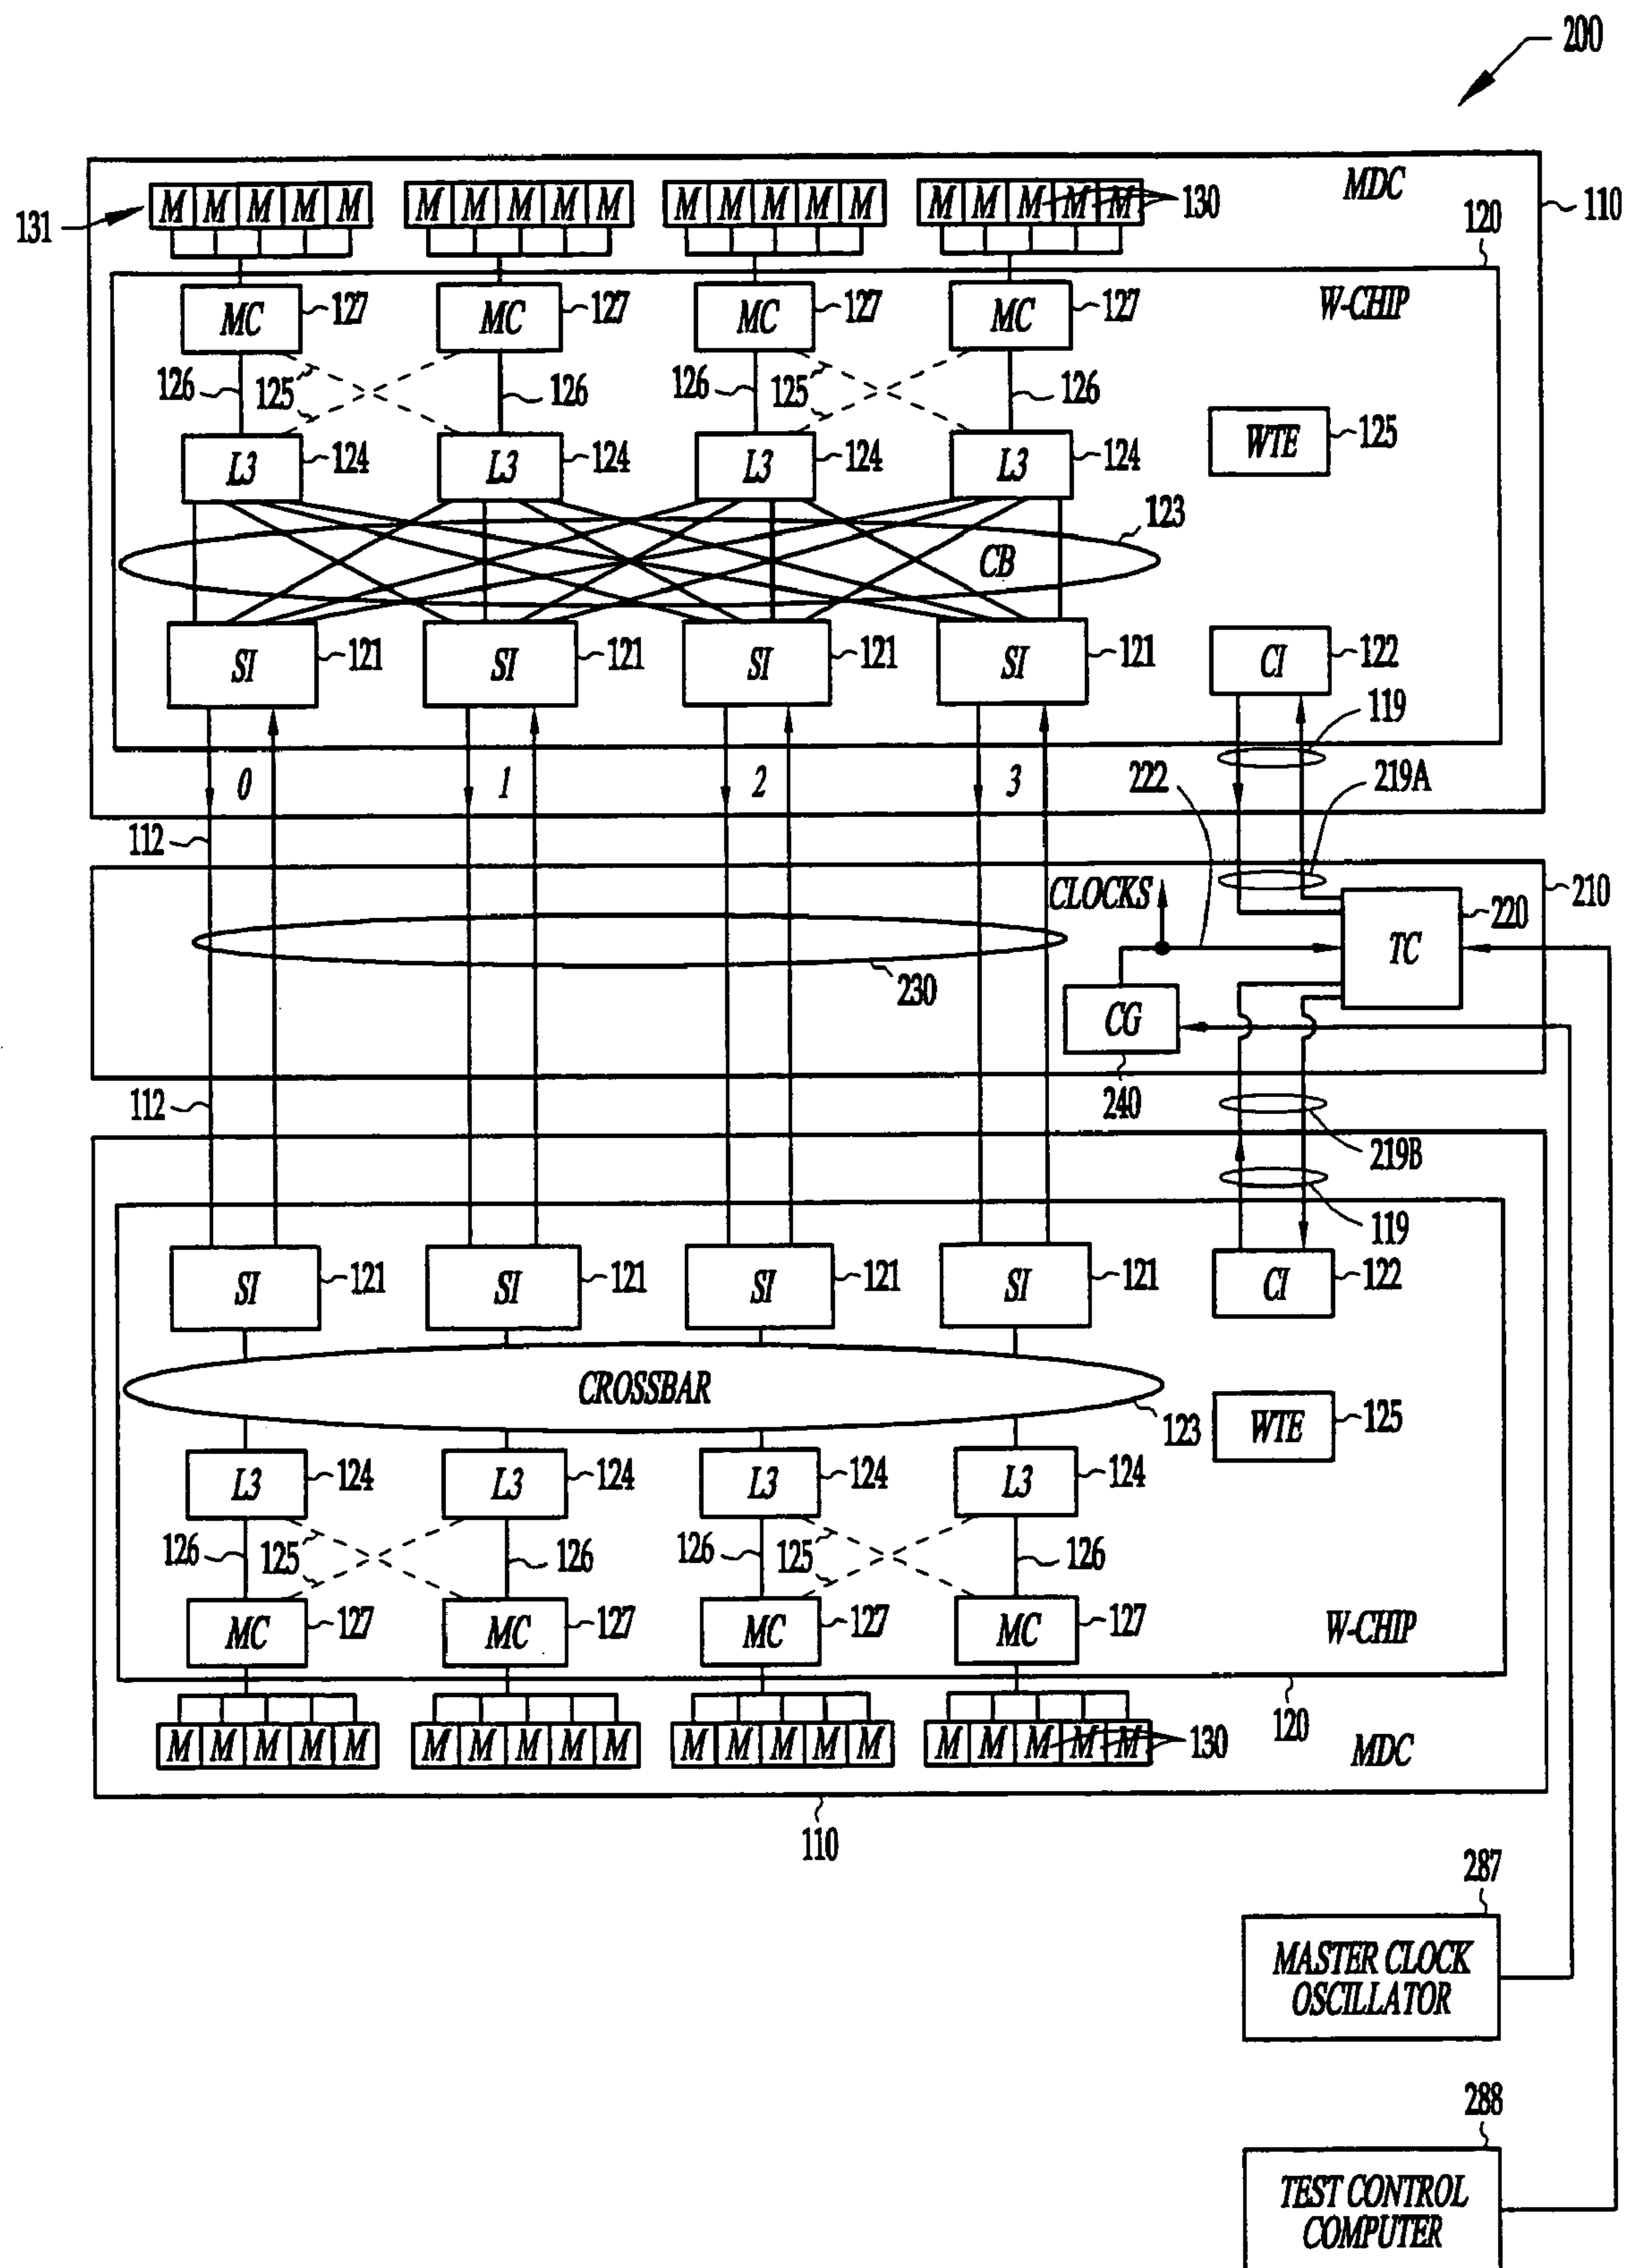 200
MDC
131
M M M M M
M M M M M
M M M M M
M M M M M
130
110
120
W-CHIP
MC 127
MC 127
MC 127
MC 127
126 125 126
126 125 126
L3 124
L3 124
L3 124
L3 124
WTE 125
123
CB
SI 121
SI 121
SI 121
SI 121
CI 122
119
0 1 2 3
222
219A
112
CLOCKS
210
220
TC
230
CG
240
112
219B
119
SI 121
SI 121
SI 121
SI 121
CI 122
CROSSBAR
123
WTE 125
L3 124
L3 124
L3 124
L3 124
126 125 126
126 125 126
MC 127
MC 127
MC 127
MC 127
W-CHIP
120
M M M M M
M M M M M
M M M M M
M M M M M
130
MDC
110
287
MASTER CLOCK
OSCILLATOR
288
TEST CONTROL
COMPUTER